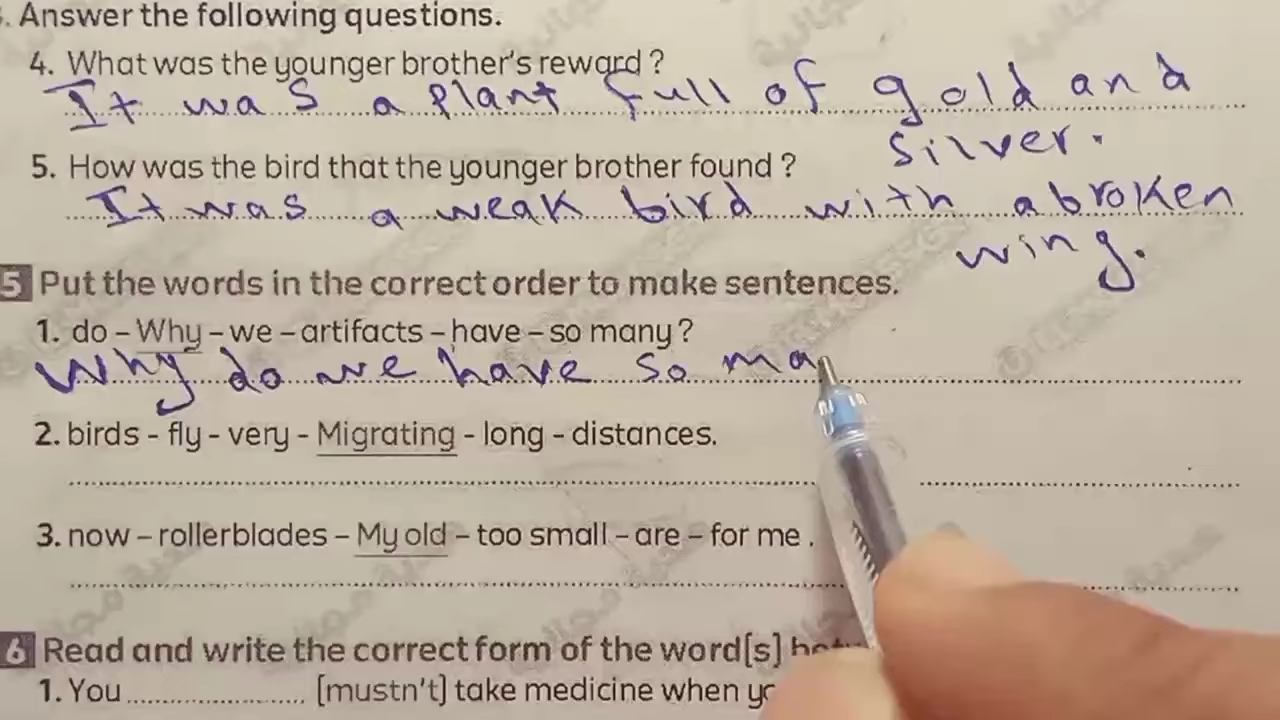 . Answer the following questions.
4. What was the younger brother's reward ?
It was a plant full of gold and
silver.
5. How was the bird that the younger brother found ?
It was a weak bird with a broken
wing.
5 Put the words in the correct order to make sentences.
1. do – Why – we – artifacts – have – so many ?
Why do we have so ma
2. birds - fly - very - Migrating - long - distances.
3. now – rollerblades – My old – too small – are – for me .
6 Read and write the correct form of the word[s]
1. You .................... [mustn't] take medicine when